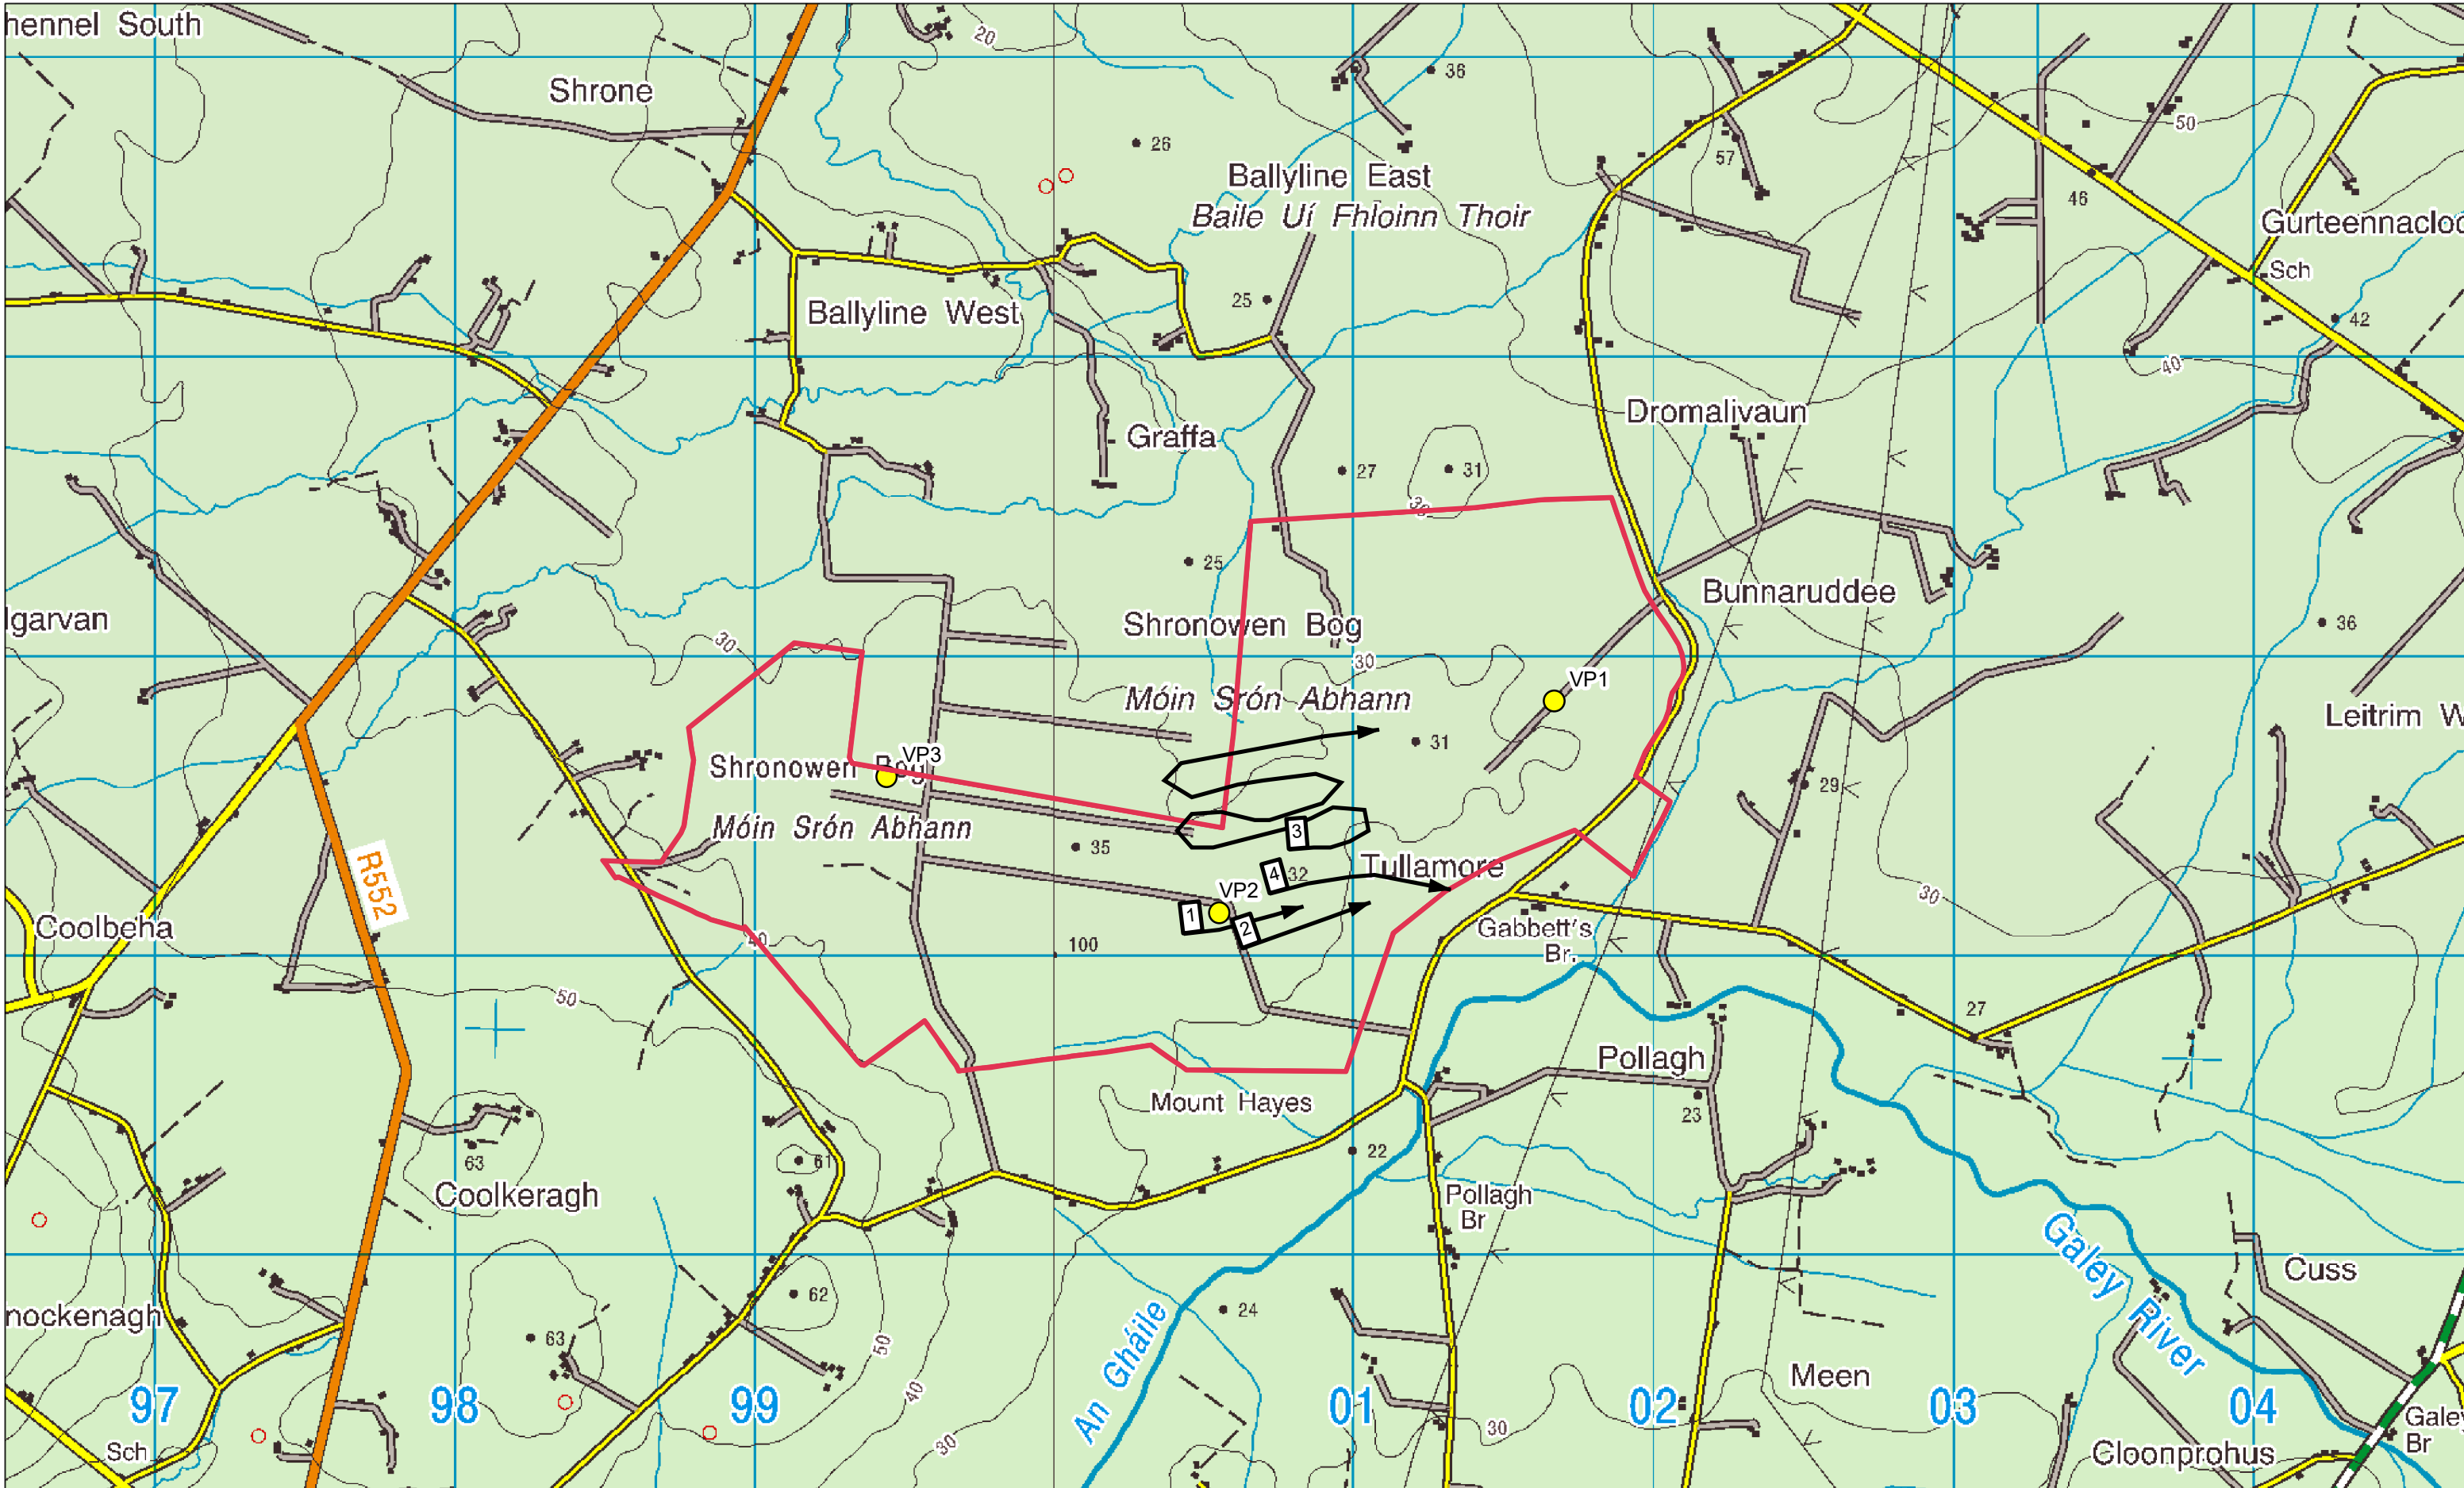 hennel South
20
Shrone
36
50
26
57
Ballyline East
Baile Uí Fhloinn Thoir
46
Gurteennacloc
Sch
25
Ballyline West
42
40
Dromalivaun
Graffa
27
31
30
25
Bunnaruddee
lgarvan
Shronowen Bog
36
30
30
VP1
Móin Srón Abhann
Leitrim W
31
VP3
Shronowen Bog
29
Móin Srón Abhann
3
35
Tullamore
4
32
R552
VP2
30
1
2
Coolbeha
Gabbett's
Br.
40
100
50
27
Pollagh
Mount Hayes
23
22
61
63
Coolkeragh
Pollagh
Br
Galey River
Cuss
62
24
nockenagh
63
An Gháile
50
Meen
40
97
98
99
01
02
03
04
30
30
Galey
Br
Sch
Cloonprohus